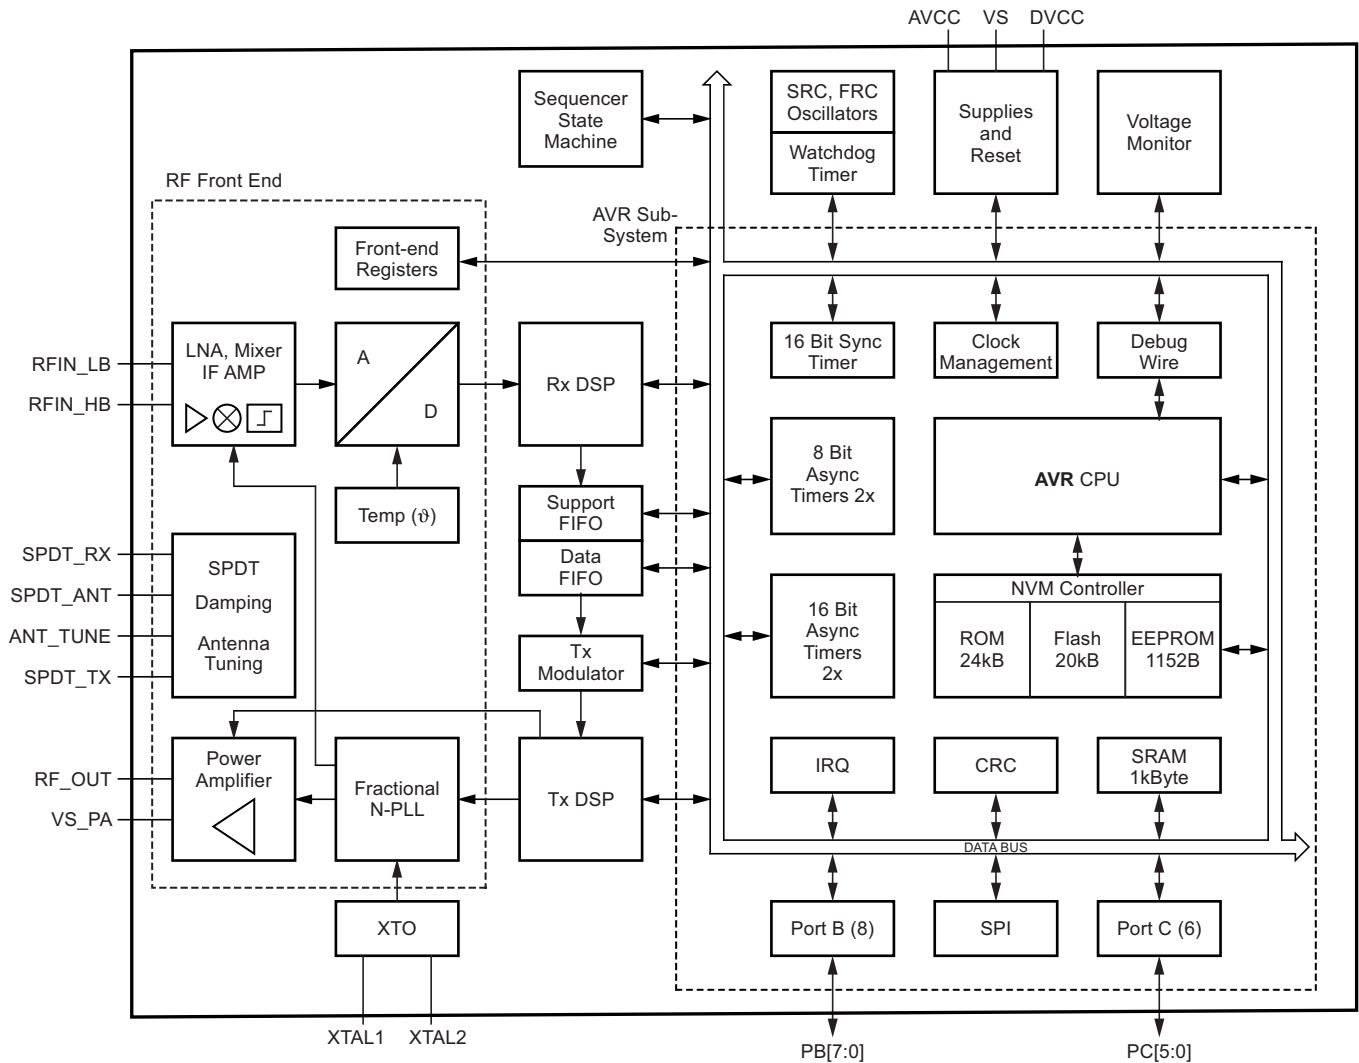 AVCC VS DVCC
Sequencer
State
Machine
SRC, FRC
Oscillators
Watchdog
Timer
Supplies
and
Reset
Voltage
Monitor
RF Front End
AVR Sub-
System
Front-end
Registers
RFIN_LB
RFIN_HB
LNA, Mixer
IF AMP
A
D
Rx DSP
16 Bit Sync
Timer
Clock
Management
Debug
Wire
Temp (ϑ)
Support
FIFO
Data
FIFO
8 Bit
Async
Timers 2x
AVR CPU
SPDT_RX
SPDT_ANT
ANT_TUNE
SPDT_TX
SPDT
Damping
Antenna
Tuning
Tx
Modulator
16 Bit
Async
Timers
2x
NVM Controller
ROM
24kB
Flash
20kB
EEPROM
1152B
RF_OUT
VS_PA
Power
Amplifier
Fractional
N-PLL
Tx DSP
IRQ
CRC
SRAM
1kByte
DATA BUS
XTO
Port B (8)
SPI
Port C (6)
XTAL1 XTAL2
PB[7:0]
PC[5:0]